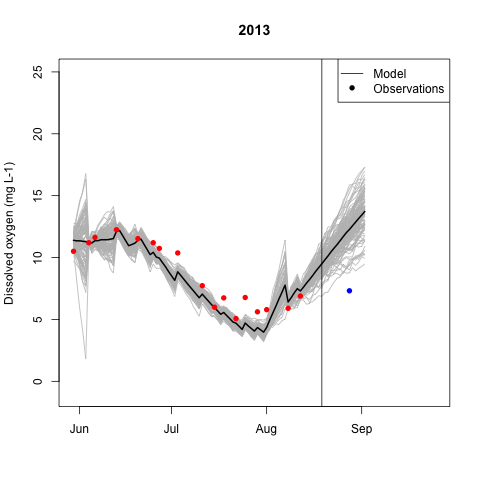 2013
Model
Observations
Dissolved oxygen (mg L-1)
25
20
15
10
5
0
Jun
Jul
Aug
Sep